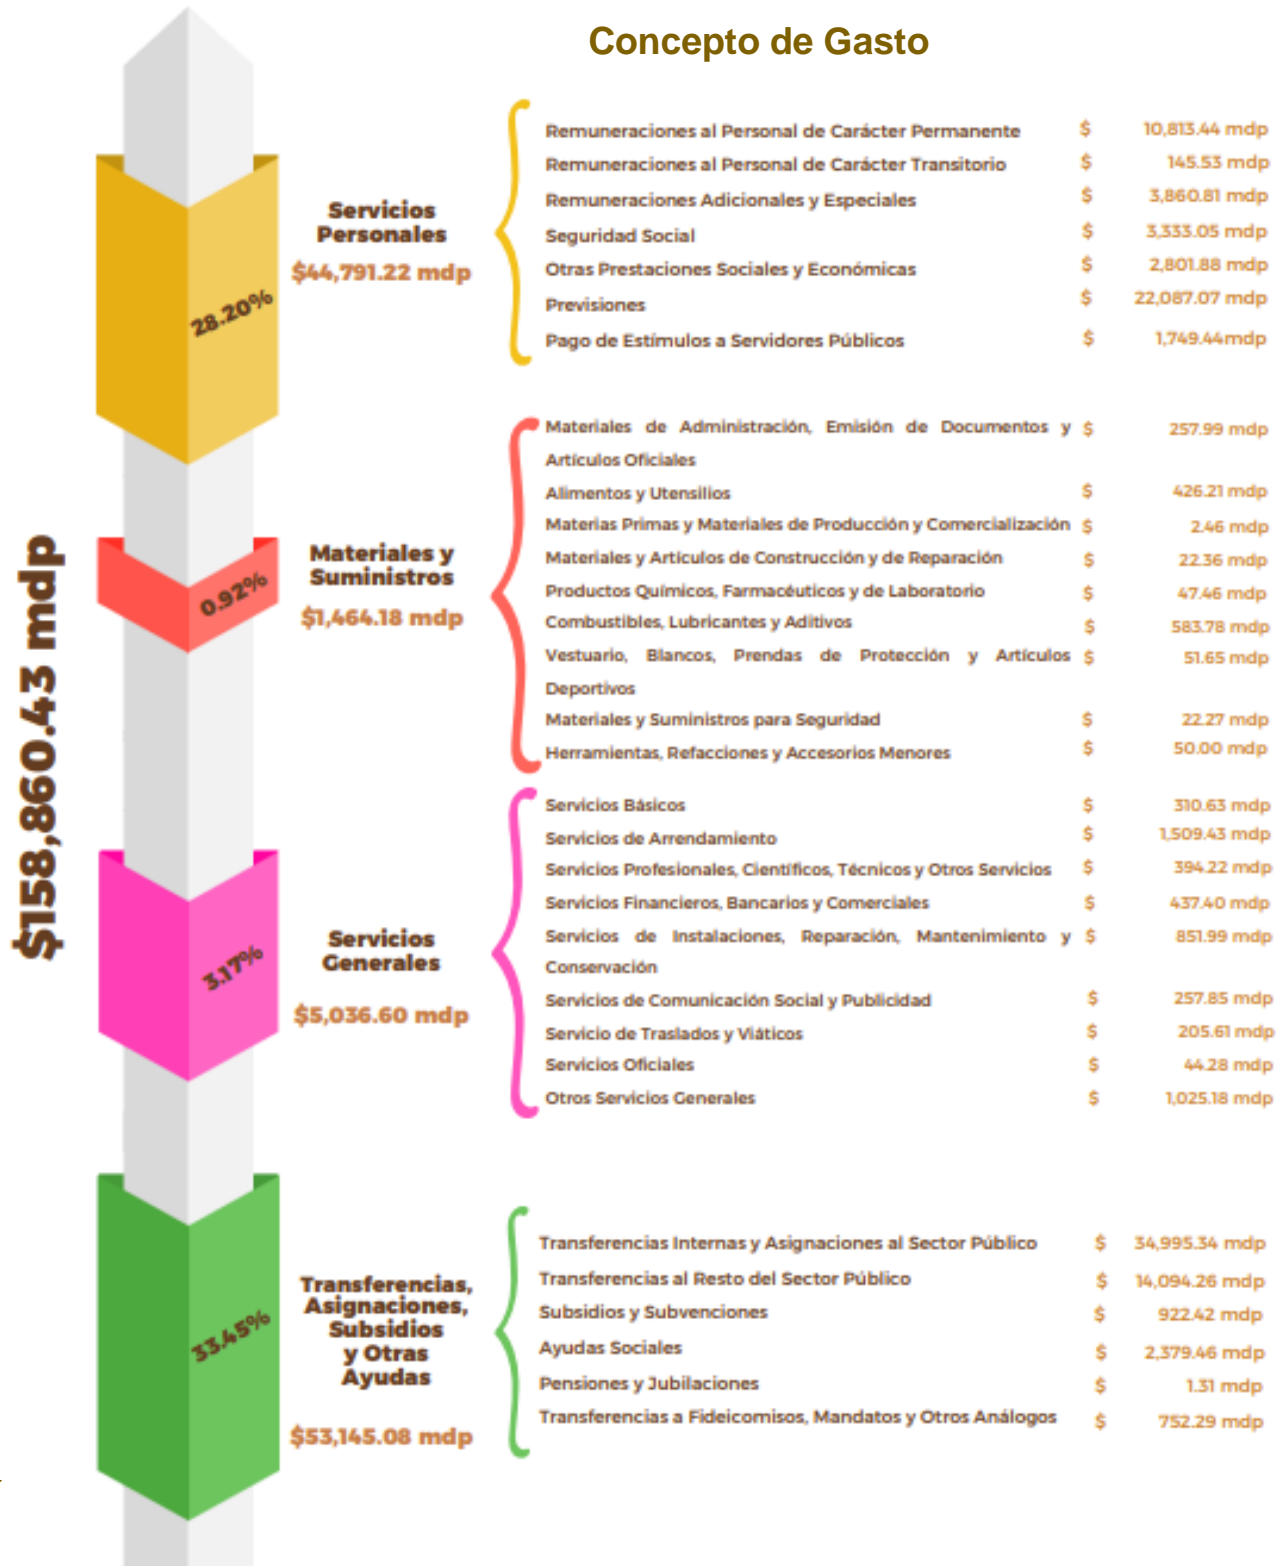 Concepto de Gasto
$158,860.43 mdp
28.20%
Servicios
Personales
$44,791.22 mdp
Remuneraciones al Personal de Carácter Permanente $ 10,813.44 mdp
Remuneraciones al Personal de Carácter Transitorio $ 145.53 mdp
Remuneraciones Adicionales y Especiales $ 3,860.81 mdp
Seguridad Social $ 3,333.05 mdp
Otras Prestaciones Sociales y Económicas $ 2,801.88 mdp
Previsiones $ 22,087.07 mdp
Pago de Estímulos a Servidores Públicos $ 1,749.44mdp
0.92%
Materiales y
Suministros
$1,464.18 mdp
Materiales de Administración, Emisión de Documentos y $ 257.99 mdp
Artículos Oficiales
Alimentos y Utensilios $ 426.21 mdp
Materias Primas y Materiales de Producción y Comercialización $ 2.46 mdp
Materiales y Artículos de Construcción y de Reparación $ 22.36 mdp
Productos Químicos, Farmacéuticos y de Laboratorio $ 47.46 mdp
Combustibles, Lubricantes y Aditivos $ 583.78 mdp
Vestuario, Blancos, Prendas de Protección y Artículos $ 51.65 mdp
Deportivos
Materiales y Suministros para Seguridad $ 22.27 mdp
Herramientas, Refacciones y Accesorios Menores $ 50.00 mdp
3.17%
Servicios
Generales
$5,036.60 mdp
Servicios Básicos $ 310.63 mdp
Servicios de Arrendamiento $ 1,509.43 mdp
Servicios Profesionales, Científicos, Técnicos y Otros Servicios $ 394.22 mdp
Servicios Financieros, Bancarios y Comerciales $ 437.40 mdp
Servicios de Instalaciones, Reparación, Mantenimiento y $ 851.99 mdp
Conservación
Servicios de Comunicación Social y Publicidad $ 257.85 mdp
Servicio de Traslados y Viáticos $ 205.61 mdp
Servicios Oficiales $ 44.28 mdp
Otros Servicios Generales $ 1,025.18 mdp
33.45%
Transferencias,
Asignaciones,
Subsidios
y Otras
Ayudas
$53,145.08 mdp
Transferencias Internas y Asignaciones al Sector Público $ 34,995.34 mdp
Transferencias al Resto del Sector Público $ 14,094.26 mdp
Subsidios y Subvenciones $ 922.42 mdp
Ayudas Sociales $ 2,379.46 mdp
Pensiones y Jubilaciones $ 1.31 mdp
Transferencias a Fideicomisos, Mandatos y Otros Análogos $ 752.29 mdp